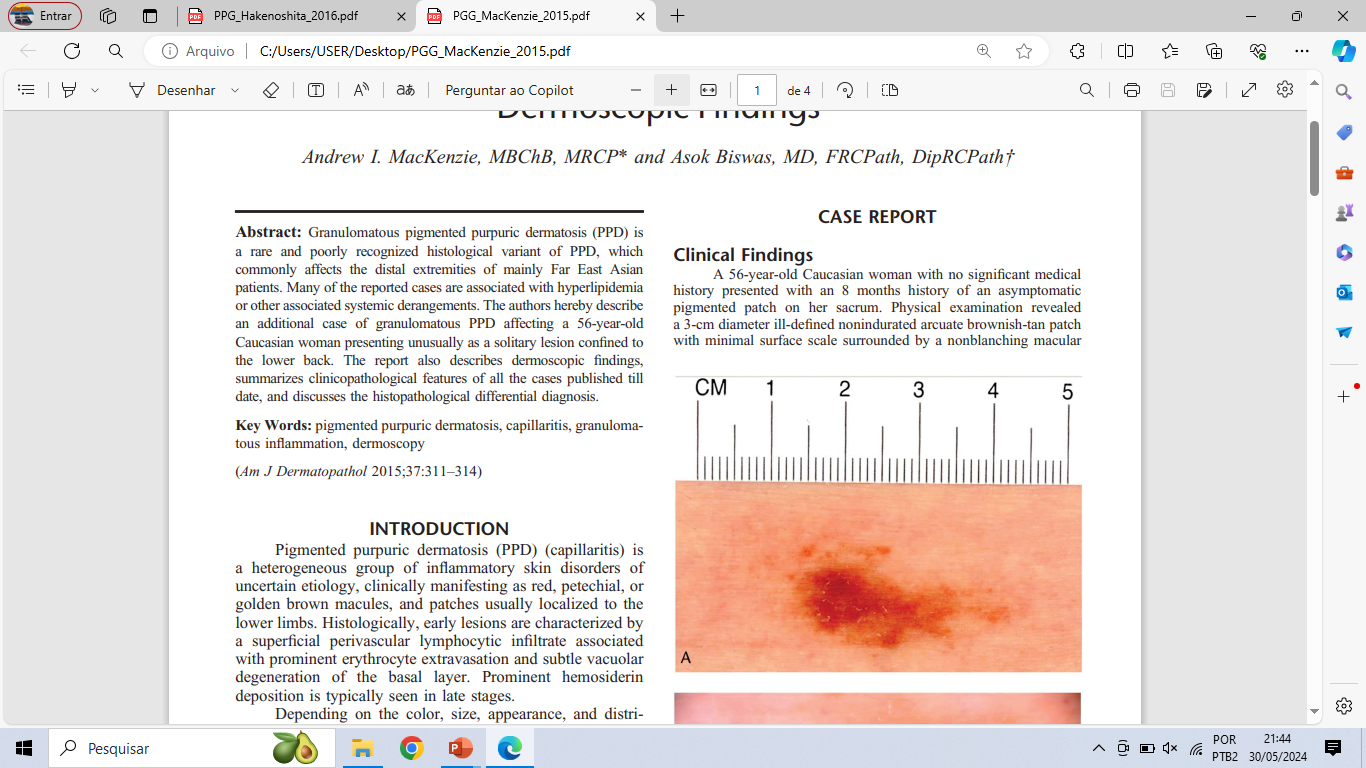 Entrar
PPG_Hakenoshita_2016.pdf
PGG_MacKenzie_2015.pdf
Arquivo
C:/Users/USER/Desktop/PGG_MacKenzie_2015.pdf
Desenhar
aあ
Perguntar ao Copilot
1
de 4
Dermoscopic Findings
Andrew I. MacKenzie, MBChB, MRCP* and Asok Biswas, MD, FRCPath, DipRCPath†
Abstract: Granulomatous pigmented purpuric dermatosis (PPD) is
a rare and poorly recognized histological variant of PPD, which
commonly affects the distal extremities of mainly Far East Asian
patients. Many of the reported cases are associated with hyperlipidemia
or other associated systemic derangements. The authors hereby describe
an additional case of granulomatous PPD affecting a 56-year-old
Caucasian woman presenting unusually as a solitary lesion confined to
the lower back. The report also describes dermoscopic findings,
summarizes clinicopathological features of all the cases published till
date, and discusses the histopathological differential diagnosis.
Key Words: pigmented purpuric dermatosis, capillaritis, granuloma-
tous inflammation, dermoscopy
(Am J Dermatopathol 2015;37:311–314)
INTRODUCTION
Pigmented purpuric dermatosis (PPD) (capillaritis) is
a heterogeneous group of inflammatory skin disorders of
uncertain etiology, clinically manifesting as red, petechial, or
golden brown macules, and patches usually localized to the
lower limbs. Histologically, early lesions are characterized by
a superficial perivascular lymphocytic infiltrate associated
with prominent erythrocyte extravasation and subtle vacuolar
degeneration of the basal layer. Prominent hemosiderin
deposition is typically seen in late stages.
Depending on the color, size, appearance, and distri-
CASE REPORT
Clinical Findings
A 56-year-old Caucasian woman with no significant medical
history presented with an 8 months history of an asymptomatic
pigmented patch on her sacrum. Physical examination revealed
a 3-cm diameter ill-defined nonindurated arcuate brownish-tan patch
with minimal surface scale surrounded by a nonblanching macular
CM 1 2 3 4 5
A
Pesquisar
POR
PTB2
21:44
30/05/2024